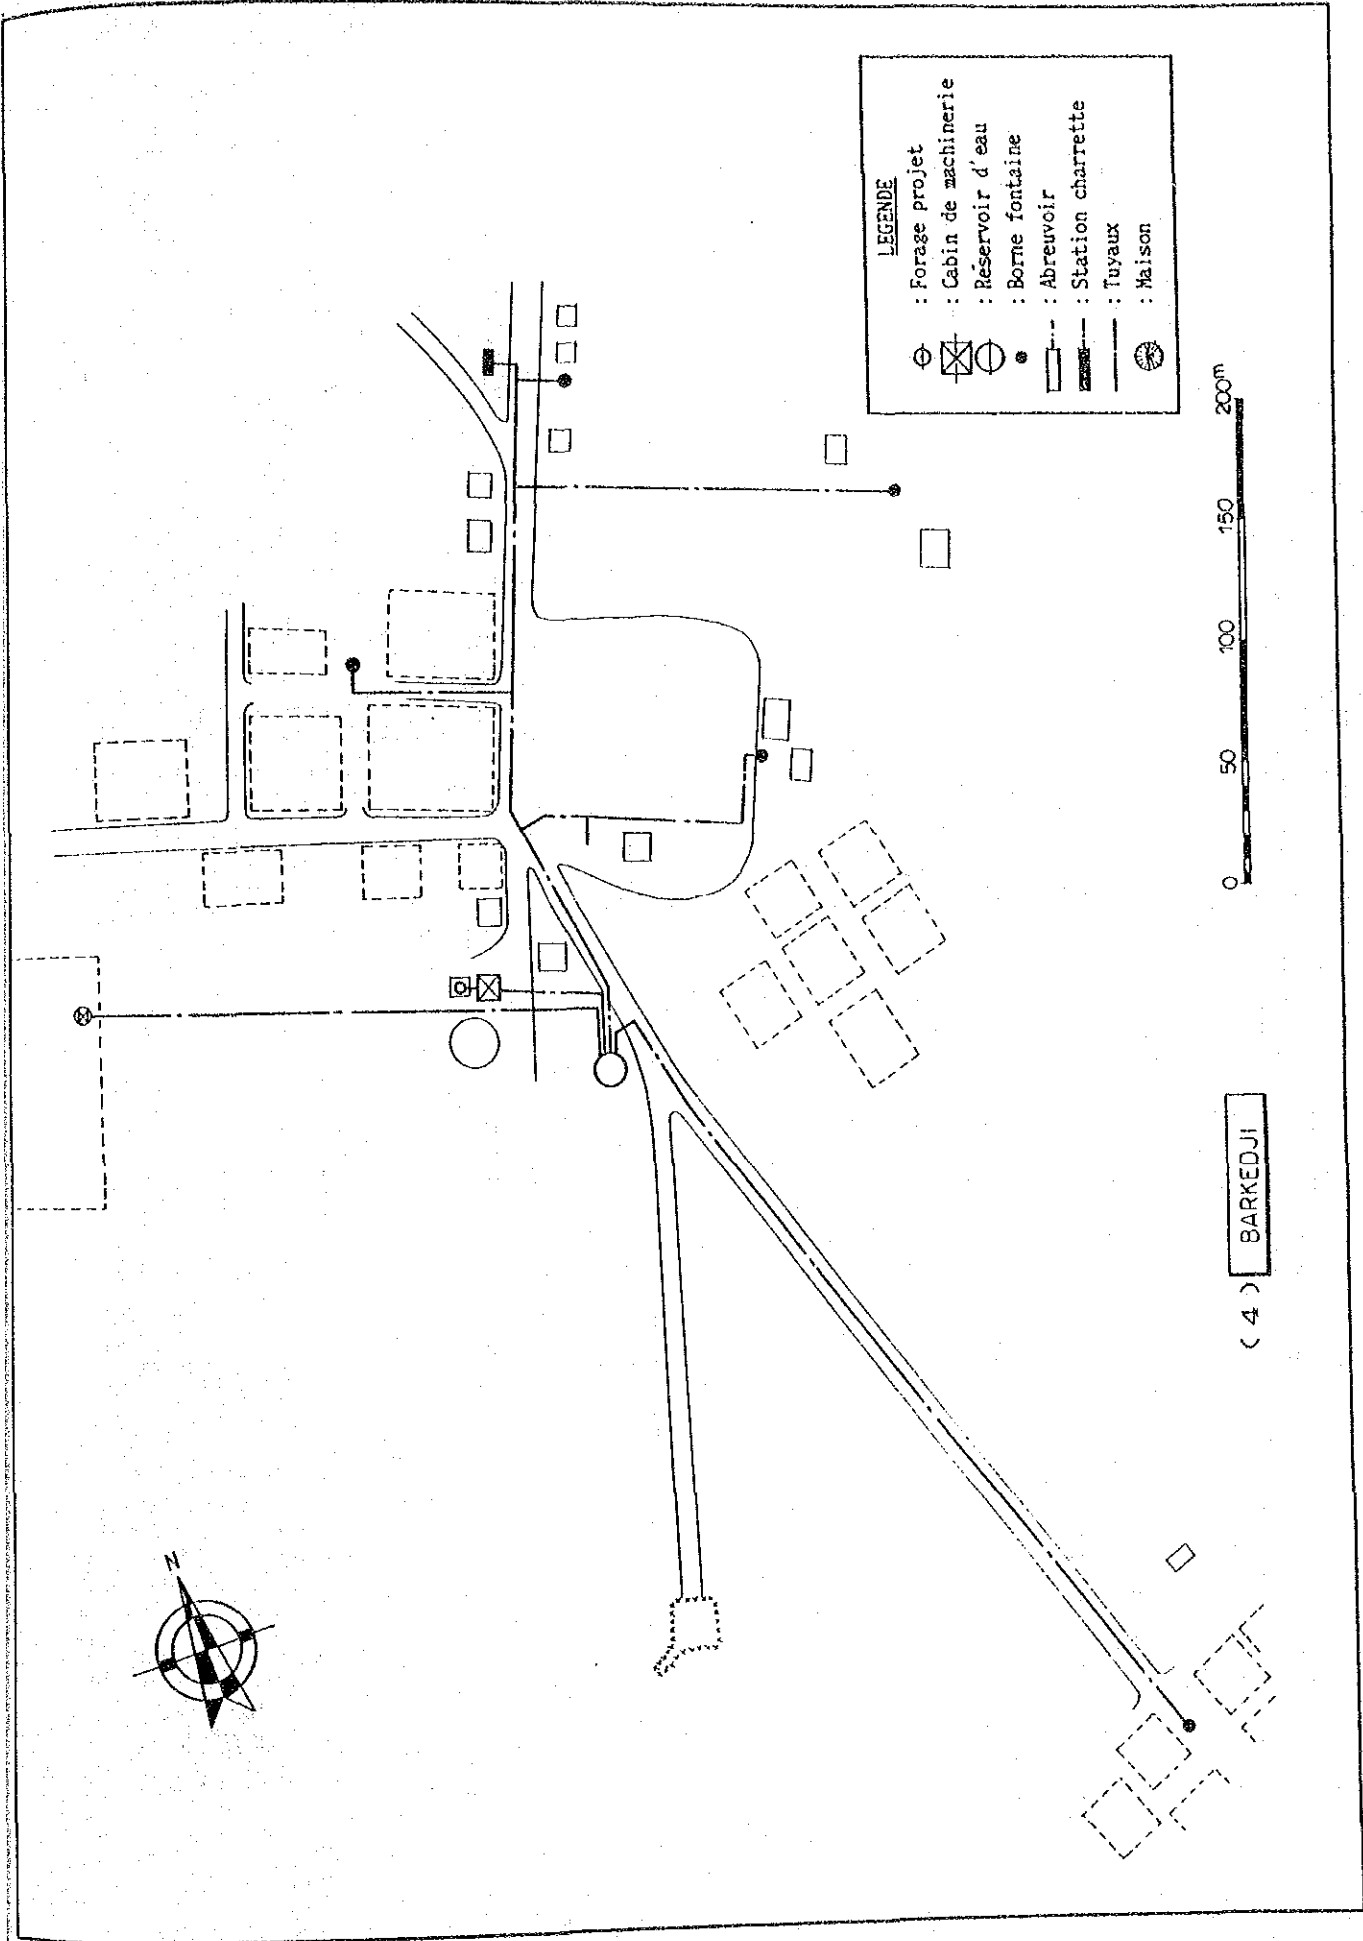 N
LEGENDE
: Forage projet
: Cabin de machinerie
: Réservoir d'eau
: Borne fontaine
: Abreuvoir
: Station charrette
: Tuyaux
: Maison
0 50 100 150 200m
( 4 ) BARKEDJI